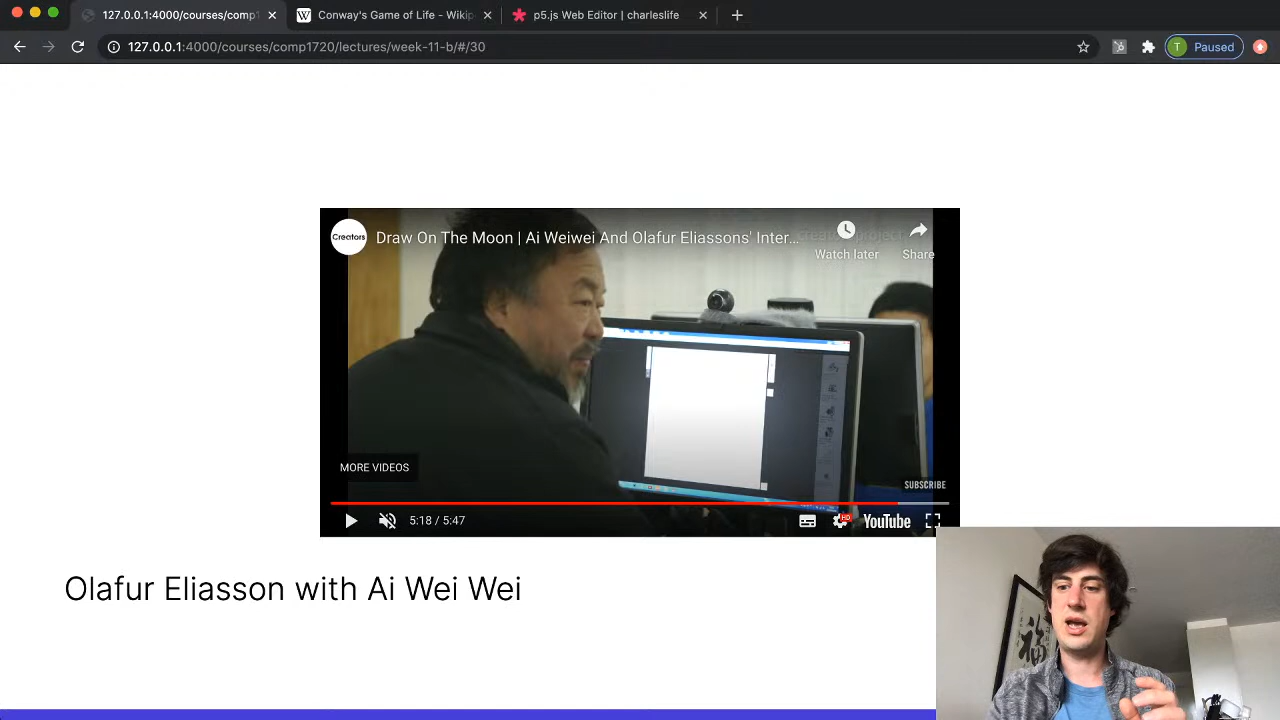 127.0.0.1:4000/courses/comp1
Conway's Game of Life - Wikip
p5.js Web Editor | charleslife
127.0.0.1:4000/courses/comp1720/lectures/week-11-b/#/30
T
Paused
Creators
Draw On The Moon | Ai Weiwei And Olafur Eliassons' Inter...
Watch later
Share
MORE VIDEOS
SUBSCRIBE
5:18 / 5:47
HD
YouTube
Olafur Eliasson with Ai Wei Wei
福